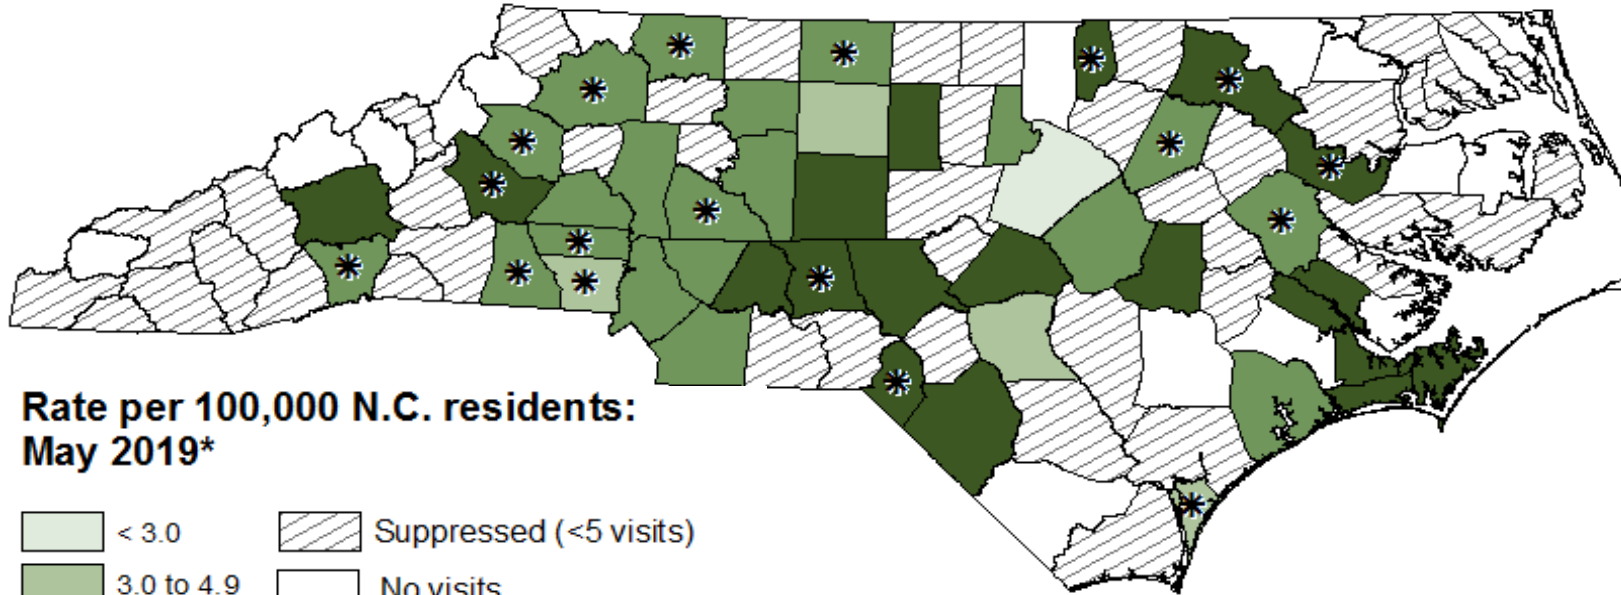 Rate per 100,000 N.C. residents:
May 2019*
< 3.0
Suppressed (<5 visits)
3.0 to 4.9
No visits